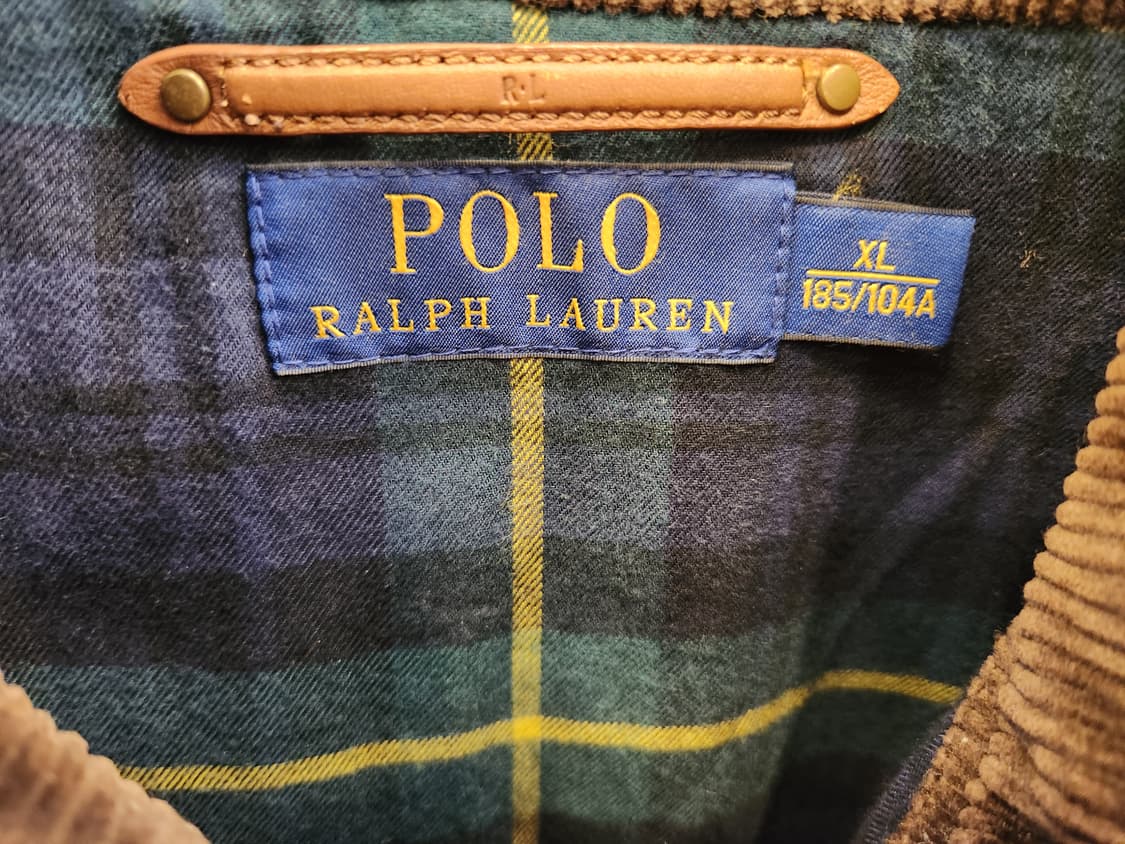 R·L
POLO
RALPH LAUREN
XL
185/104A